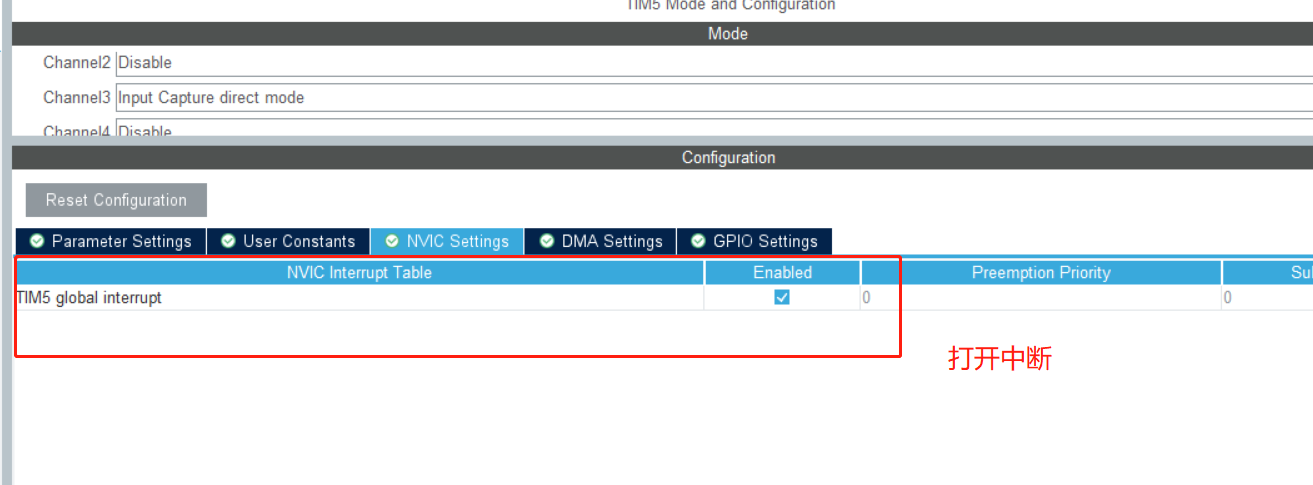 TIM5 Mode and Configuration
Mode
Channel2 Disable
Channel3 Input Capture direct mode
Channel4 Disable
Configuration
Reset Configuration
Parameter Settings User Constants NVIC Settings DMA Settings GPIO Settings
NVIC Interrupt Table Enabled Preemption Priority
TIM5 global interrupt 0 0
打开中断